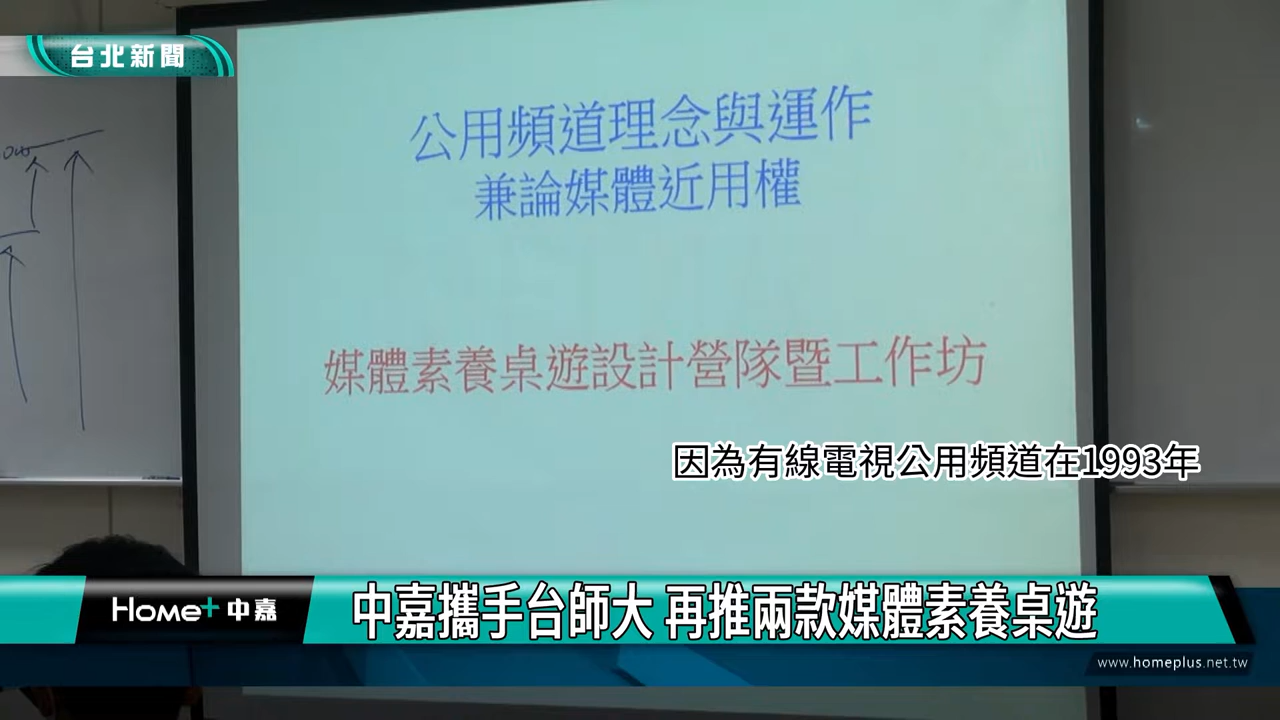 台北新聞
公用頻道理念與運作
兼論媒體近用權
媒體素養桌遊設計營隊暨工作坊
因為有線電視公用頻道在1993年
Home+中嘉
中嘉攜手台師大 再推兩款媒體素養桌遊
www.homeplus.net.tw